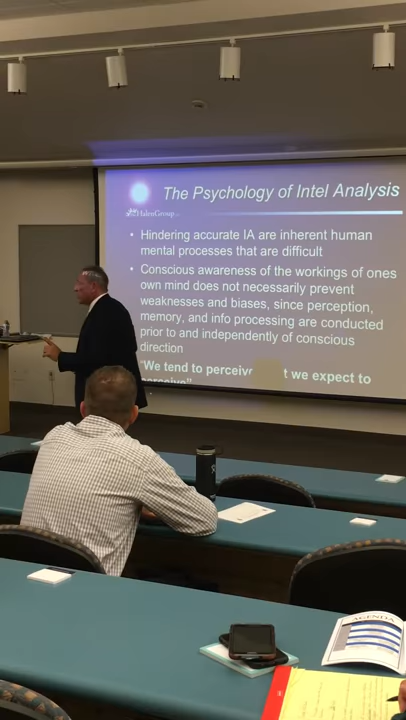 The Psychology of Intel Analysis
HalenGroup
• Hindering accurate IA are inherent human
mental processes that are difficult
• Conscious awareness of the workings of ones
own mind does not necessarily prevent
weaknesses and biases, since perception,
memory, and info processing are conducted
prior to and independently of conscious
direction
"We tend to perceive we expect to
perceive"
AGENDA